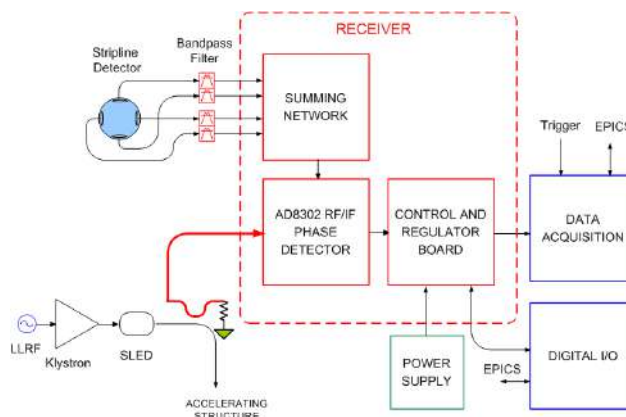 RECEIVER
Stripline
Detector
Bandpass
Filter
SUMMING
NETWORK
Trigger
EPICS
AD8302 RF/IF
PHASE
DETECTOR
CONTROL AND
REGULATOR
BOARD
DATA
ACQUISITION
LLRF
Klystron
SLED
POWER
SUPPLY
EPICS
DIGITAL I/O
ACCELERATING
STRUCTURE